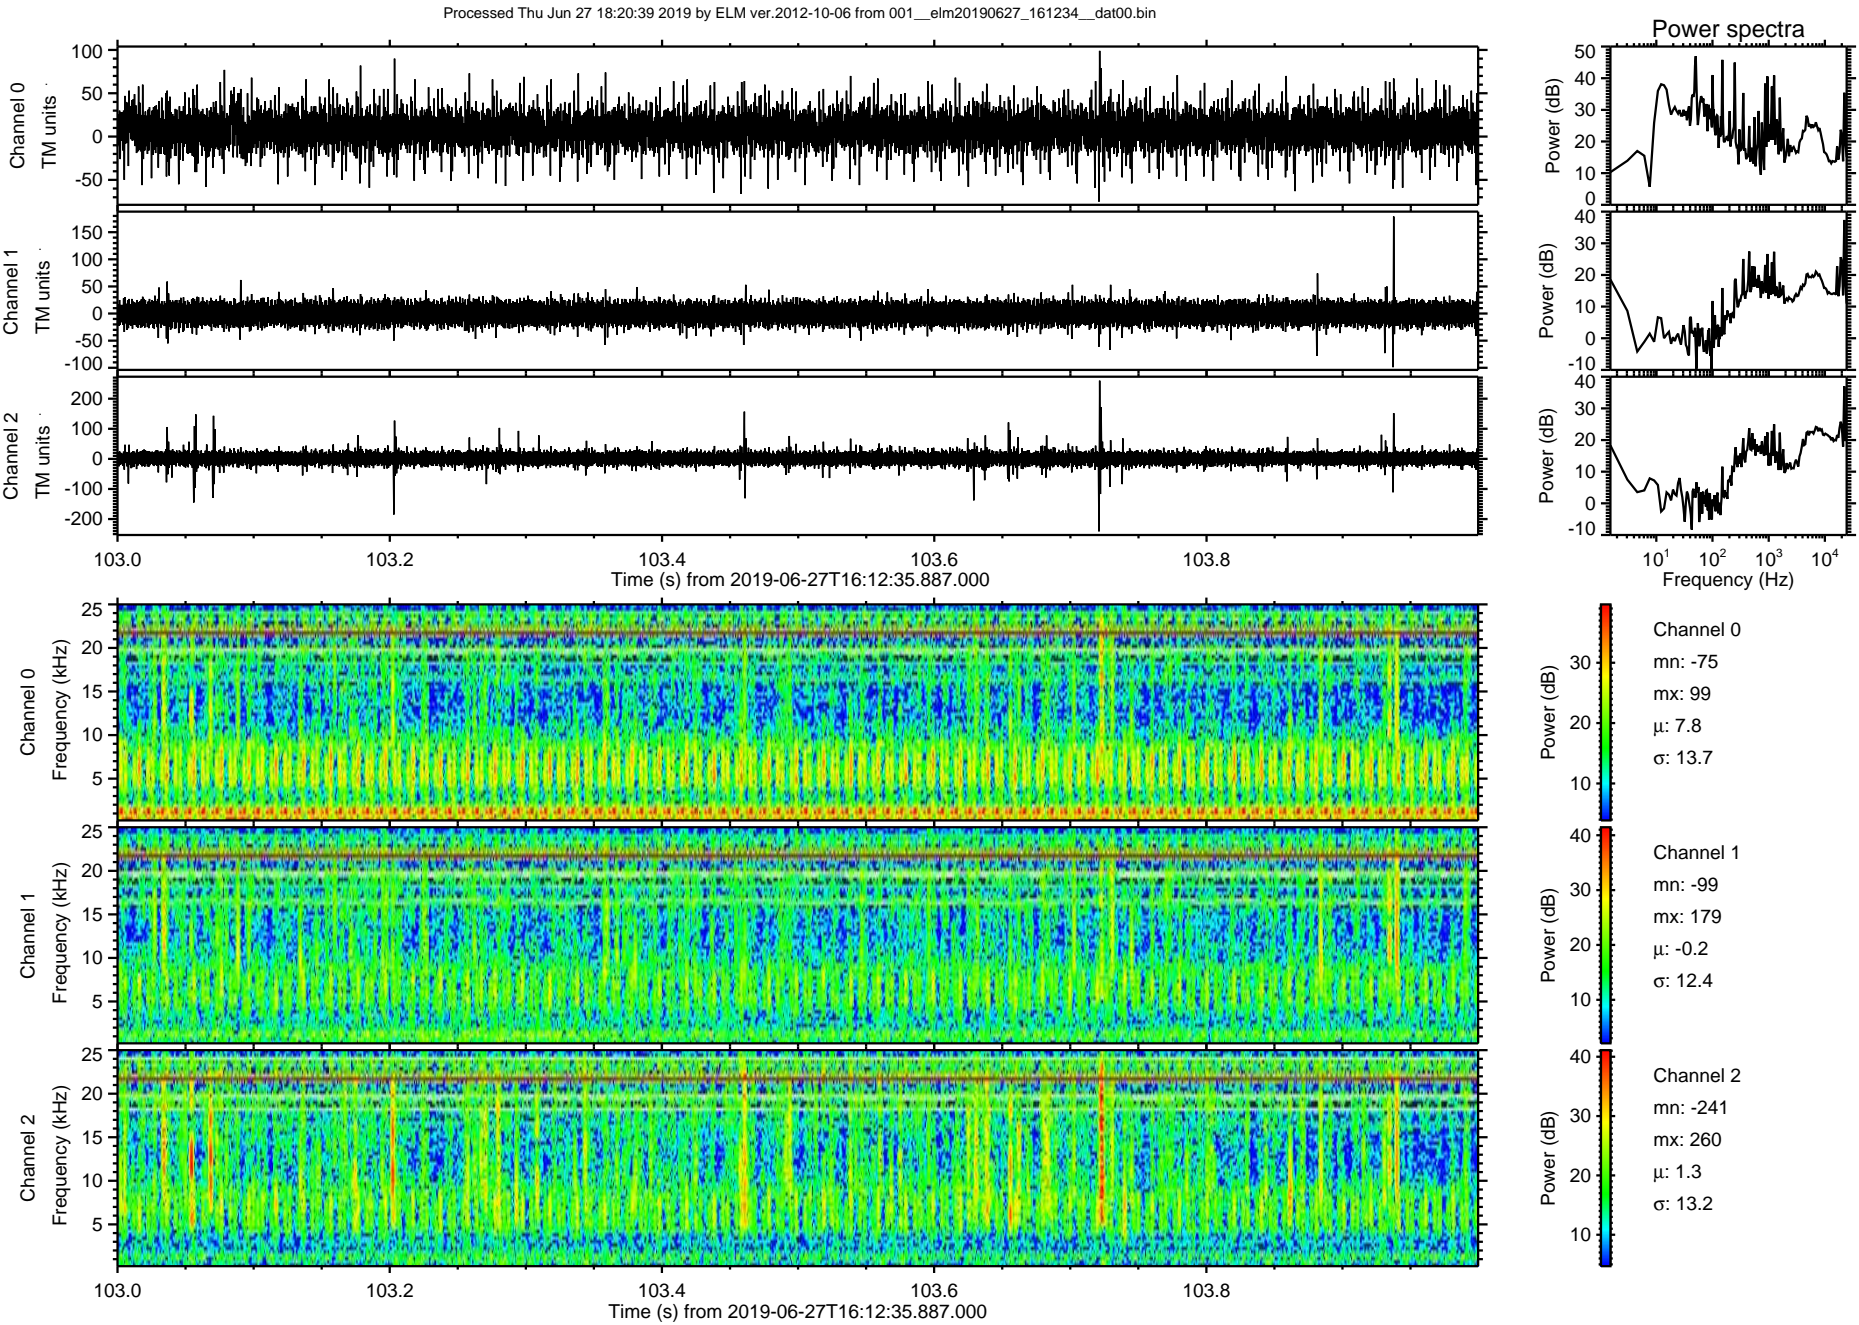 Processed Thu Jun 27 18:20:39 2019 by ELM ver.2012-10-06 from 001__elm20190627_161234__dat00.bin
Power spectra
Channel 0
TM units
100
50
0
-50
Power (dB)
50
40
30
20
10
0
Channel 1
TM units
150
100
50
0
-50
-100
Power (dB)
40
30
20
10
0
-10
Channel 2
TM units
200
100
0
-100
-200
Power (dB)
40
30
20
10
0
-10
103.0 103.2 103.4 103.6 103.8
Time (s) from 2019-06-27T16:12:35.887.000
10^1 10^2 10^3 10^4
Frequency (Hz)
Channel 0
Frequency (kHz)
25
20
15
10
5
Power (dB)
30
20
10
Channel 0
mn: -75
mx: 99
μ: 7.8
σ: 13.7
Channel 1
Frequency (kHz)
25
20
15
10
5
Power (dB)
40
30
20
10
Channel 1
mn: -99
mx: 179
μ: -0.2
σ: 12.4
Channel 2
Frequency (kHz)
25
20
15
10
5
Power (dB)
40
30
20
10
Channel 2
mn: -241
mx: 260
μ: 1.3
σ: 13.2
103.0 103.2 103.4 103.6 103.8
Time (s) from 2019-06-27T16:12:35.887.000